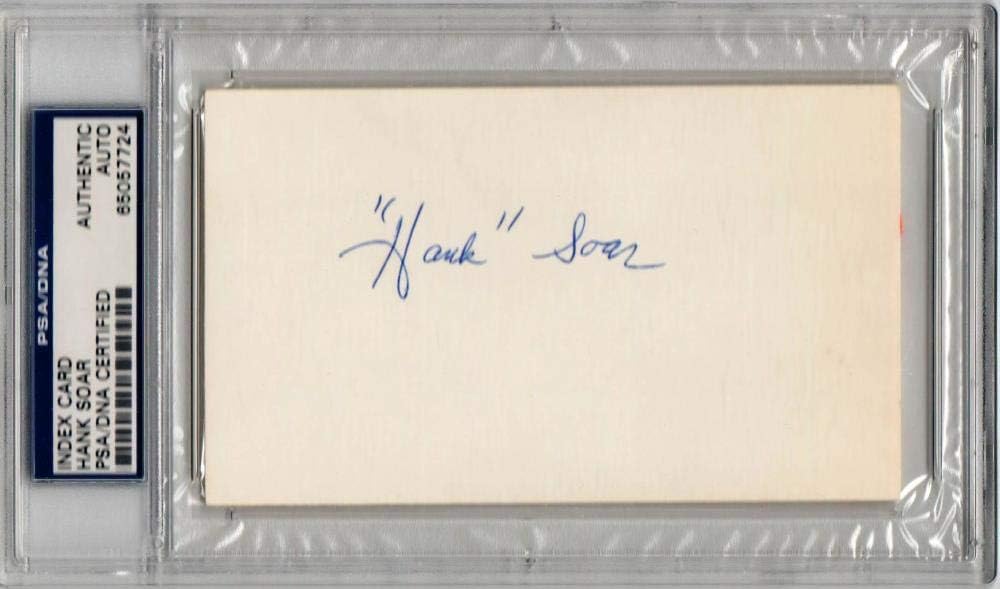 PSA/DNA
INDEX CARD
HANK SOAR
PSA/DNA CERTIFIED
AUTHENTIC
AUTO
65057724
"Hank" Soar